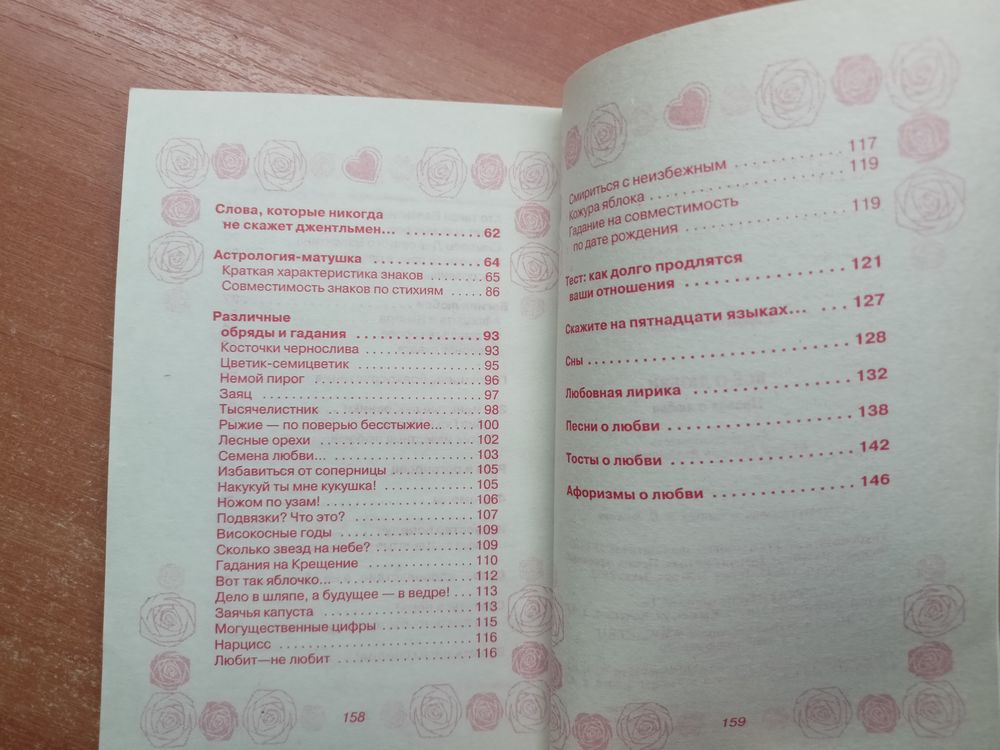 Слова, которые никогда
не скажет джентльмен... . . . . . . . . . . . 62
Астрология-матушка . . . . . . . . . . . . . 64
Краткая характеристика знаков . . . . . . . . 65
Совместимость знаков по стихиям . . . . . 86
Различные
обряды и гадания . . . . . . . . . . . . . . . . 93
Косточки чернослива . . . . . . . . . . . . . . . 93
Цветик-семицветик . . . . . . . . . . . . . . . . 95
Немой пирог . . . . . . . . . . . . . . . . . . . . . 96
Заяц . . . . . . . . . . . . . . . . . . . . . . . . . . 97
Тысячелистник . . . . . . . . . . . . . . . . . . . 98
Рыжие — по поверью бесстыжие... . . . . . 100
Лесные орехи . . . . . . . . . . . . . . . . . . . . 102
Семена любви... . . . . . . . . . . . . . . . . . . 103
Избавиться от соперницы . . . . . . . . . . . 105
Накукуй ты мне кукушка! . . . . . . . . . . . . 105
Ножом по узам! . . . . . . . . . . . . . . . . . . . 106
Подвязки? Что это? . . . . . . . . . . . . . . . . 107
Високосные годы . . . . . . . . . . . . . . . . . . 109
Сколько звезд на небе? . . . . . . . . . . . . . 109
Гадания на Крещение . . . . . . . . . . . . . . 110
Вот так яблочко... . . . . . . . . . . . . . . . . . 112
Дело в шляпе, а будущее — в ведре! . . . 113
Заячья капуста . . . . . . . . . . . . . . . . . . . 113
Могущественные цифры . . . . . . . . . . . . 115
Нарцисс . . . . . . . . . . . . . . . . . . . . . . . . 116
Любит—не любит . . . . . . . . . . . . . . . . . 116
158
Смириться с неизбежным . . . . . . . . . . . 117
Кожура яблока . . . . . . . . . . . . . . . . . . . 119
Гадание на совместимость
по дате рождения . . . . . . . . . . . . . . . . 119
Тест: как долго продлятся
ваши отношения . . . . . . . . . . . . . . . . 121
Скажите на пятнадцати языках... . . . . 127
Сны . . . . . . . . . . . . . . . . . . . . . . . . . . 128
Любовная лирика . . . . . . . . . . . . . . . 132
Песни о любви . . . . . . . . . . . . . . . . . 138
Тосты о любви . . . . . . . . . . . . . . . . . 142
Афоризмы о любви . . . . . . . . . . . . . . 146
159